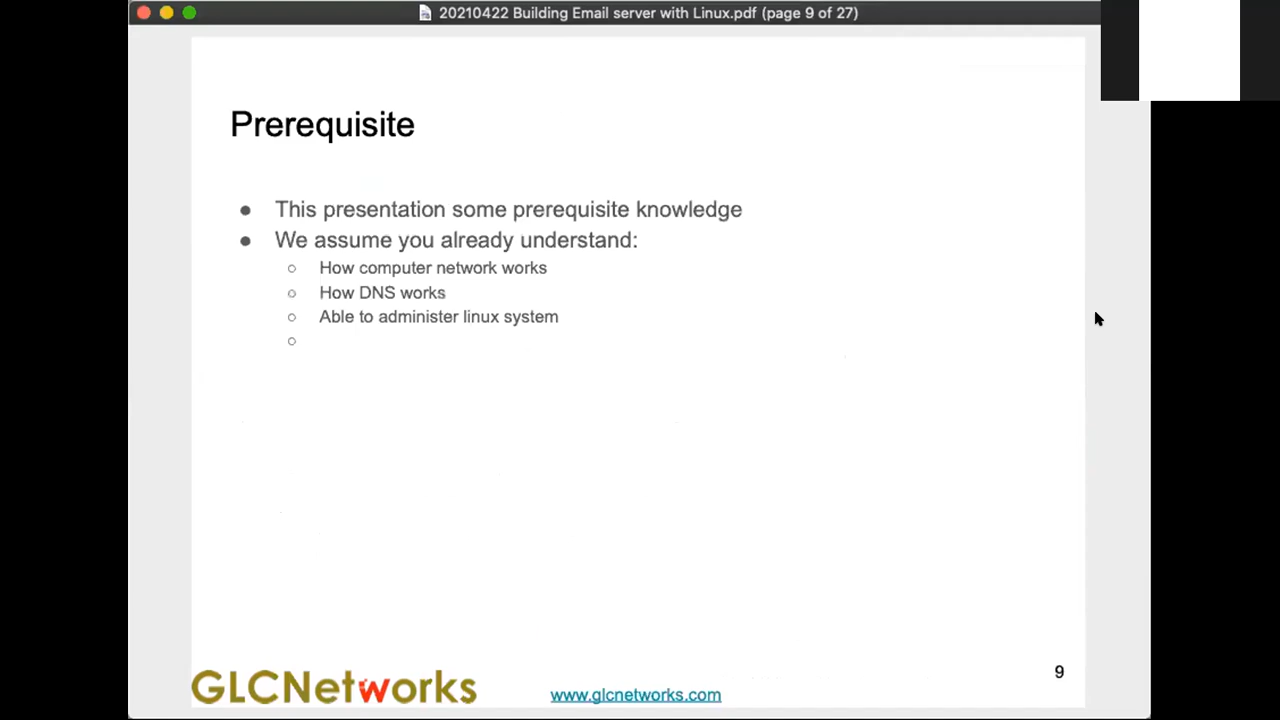 20210422 Building Email server with Linux.pdf (page 9 of 27)
Prerequisite
● This presentation some prerequisite knowledge
● We assume you already understand:
○ How computer network works
○ How DNS works
○ Able to administer linux system
○
9
GLCNetworks
www.glcnetworks.com